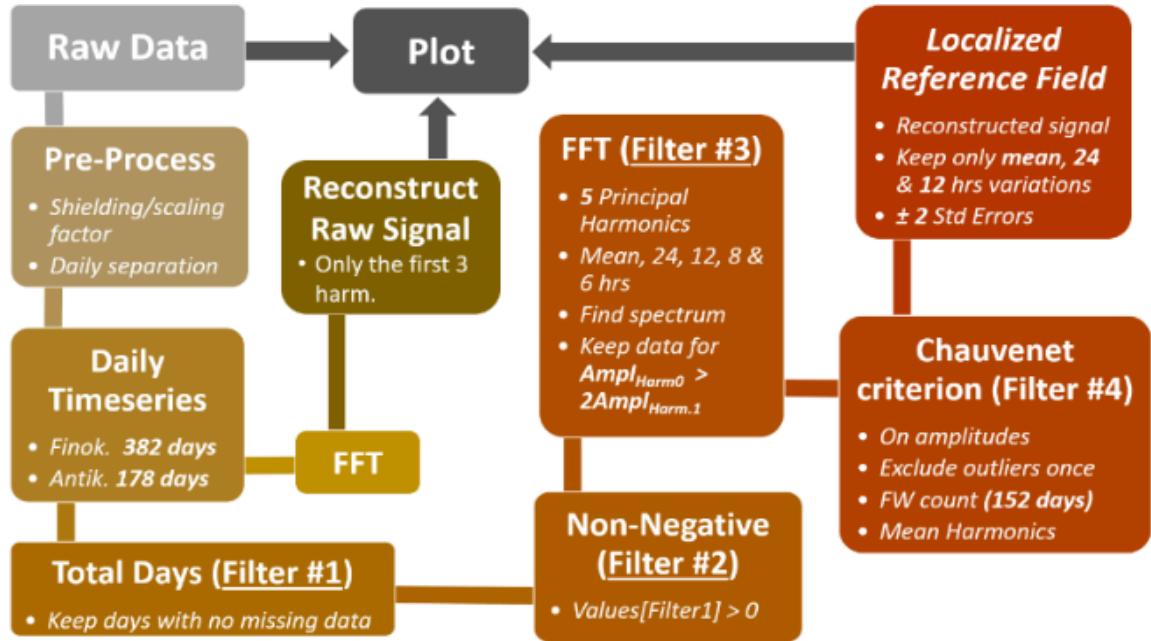 Raw Data
Plot
Localized
Reference Field
• Reconstructed signal
• Keep only mean, 24
& 12 hrs variations
• ± 2 Std Errors
Pre-Process
• Shielding/scaling
factor
• Daily separation
Reconstruct
Raw Signal
• Only the first 3
harm.
FFT (Filter #3)
• 5 Principal
Harmonics
• Mean, 24, 12, 8 &
6 hrs
• Find spectrum
• Keep data for
Ampl_Harm0 >
2Ampl_Harm.1
Daily
Timeseries
• Finok. 382 days
• Antik. 178 days
FFT
Chauvenet
criterion (Filter #4)
• On amplitudes
• Exclude outliers once
• FW count (152 days)
• Mean Harmonics
Total Days (Filter #1)
• Keep days with no missing data
Non-Negative
(Filter #2)
• Values[Filter1] > 0